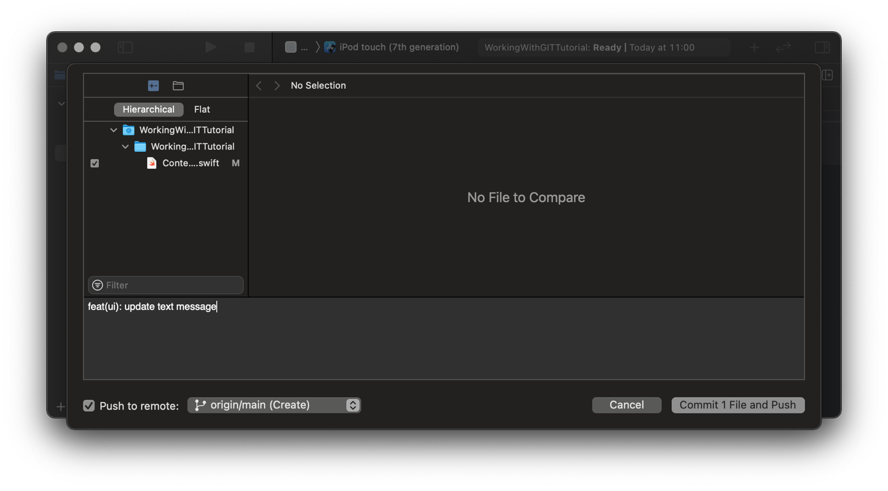 ... iPod touch (7th generation)
WorkingWithGITTutorial: Ready | Today at 11:00
No Selection
Hierarchical
Flat
WorkingWi...ITTutorial
Working...ITTutorial
Conte....swift M
No File to Compare
Filter
feat(ui): update text message
Push to remote:
origin/main (Create)
Cancel
Commit 1 File and Push